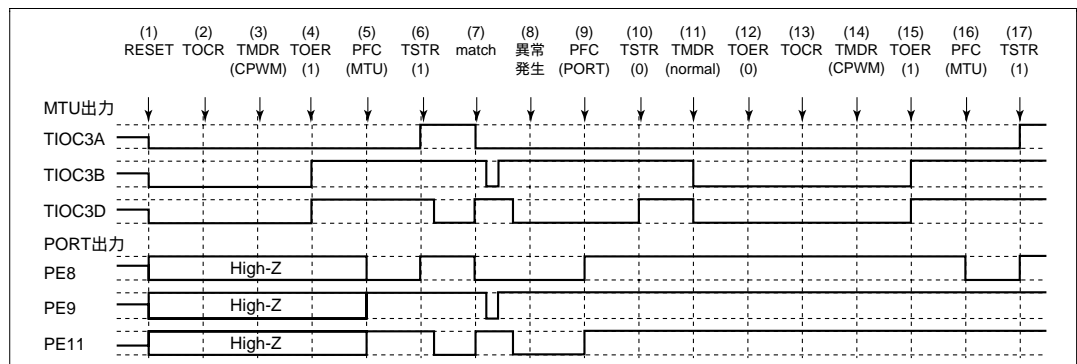 (1) (2) (3) (4) (5) (6) (7) (8) (9) (10) (11) (12) (13) (14) (15) (16) (17)
RESET TOCR TMDR TOER PFC TSTR match 異常 PFC TSTR TMDR TOER TOCR TMDR TOER PFC TSTR
(CPWM) (1) (MTU) (1) 発生 (PORT) (0) (normal) (0) (CPWM) (1) (MTU) (1)
MTU出力
TIOC3A
TIOC3B
TIOC3D
PORT出力
PE8 High-Z
PE9 High-Z
PE11 High-Z